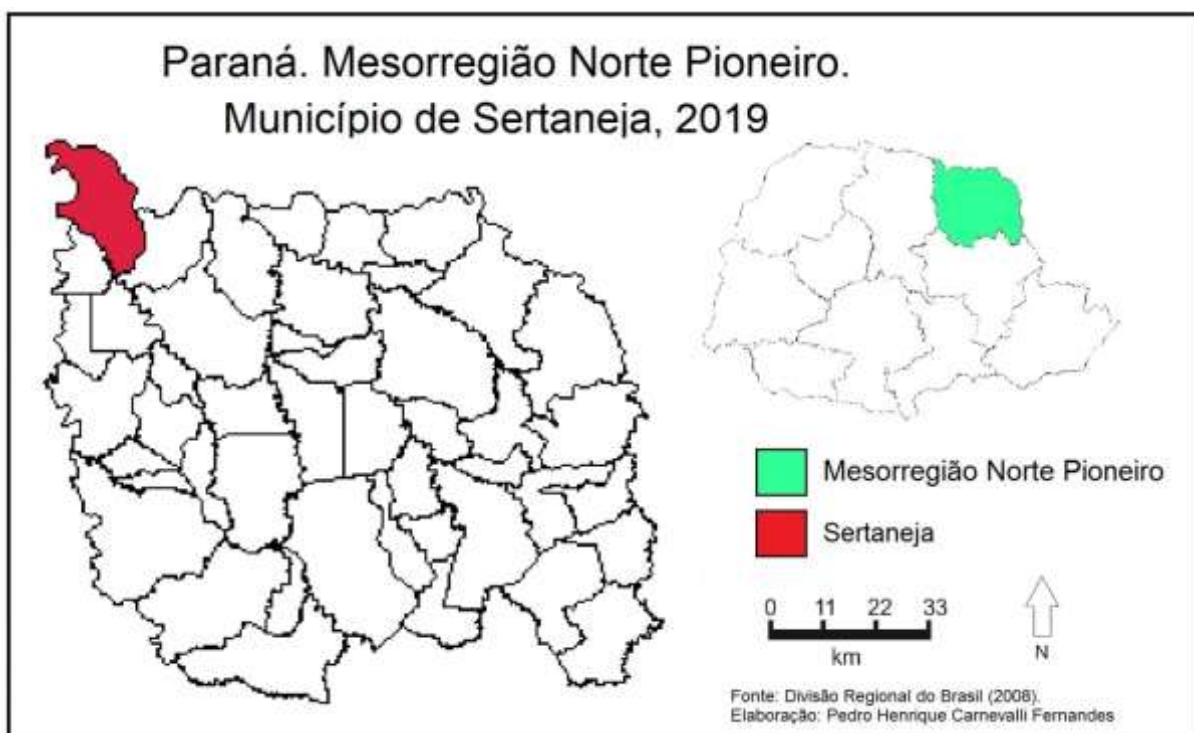 Paraná. Mesorregião Norte Pioneiro.
Município de Sertaneja, 2019
Mesorregião Norte Pioneiro
Sertaneja
0 11 22 33
km
N
Fonte: Divisão Regional do Brasil (2008).
Elaboração: Pedro Henrique Carnevalli Fernandes